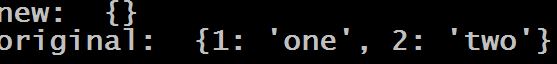 new:  {}
original:  {1: 'one', 2: 'two'}